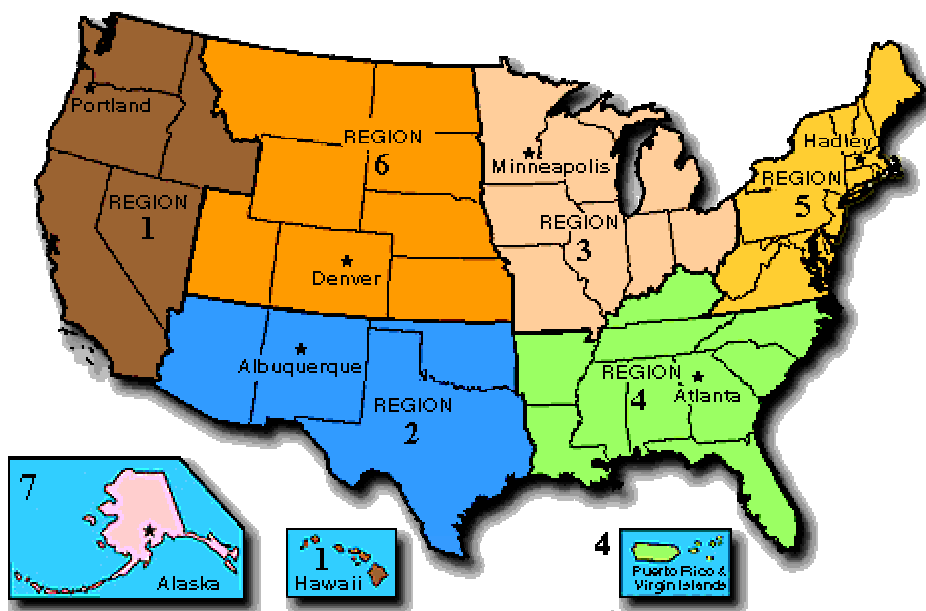 Portland
REGION
1
REGION
6
Denver
Minneapolis
REGION
3
Hadley
REGION
5
Albuquerque
REGION
2
REGION
4
Atlanta
7
Alaska
1
Hawaii
4
Puerto Rico &
Virgin Islands